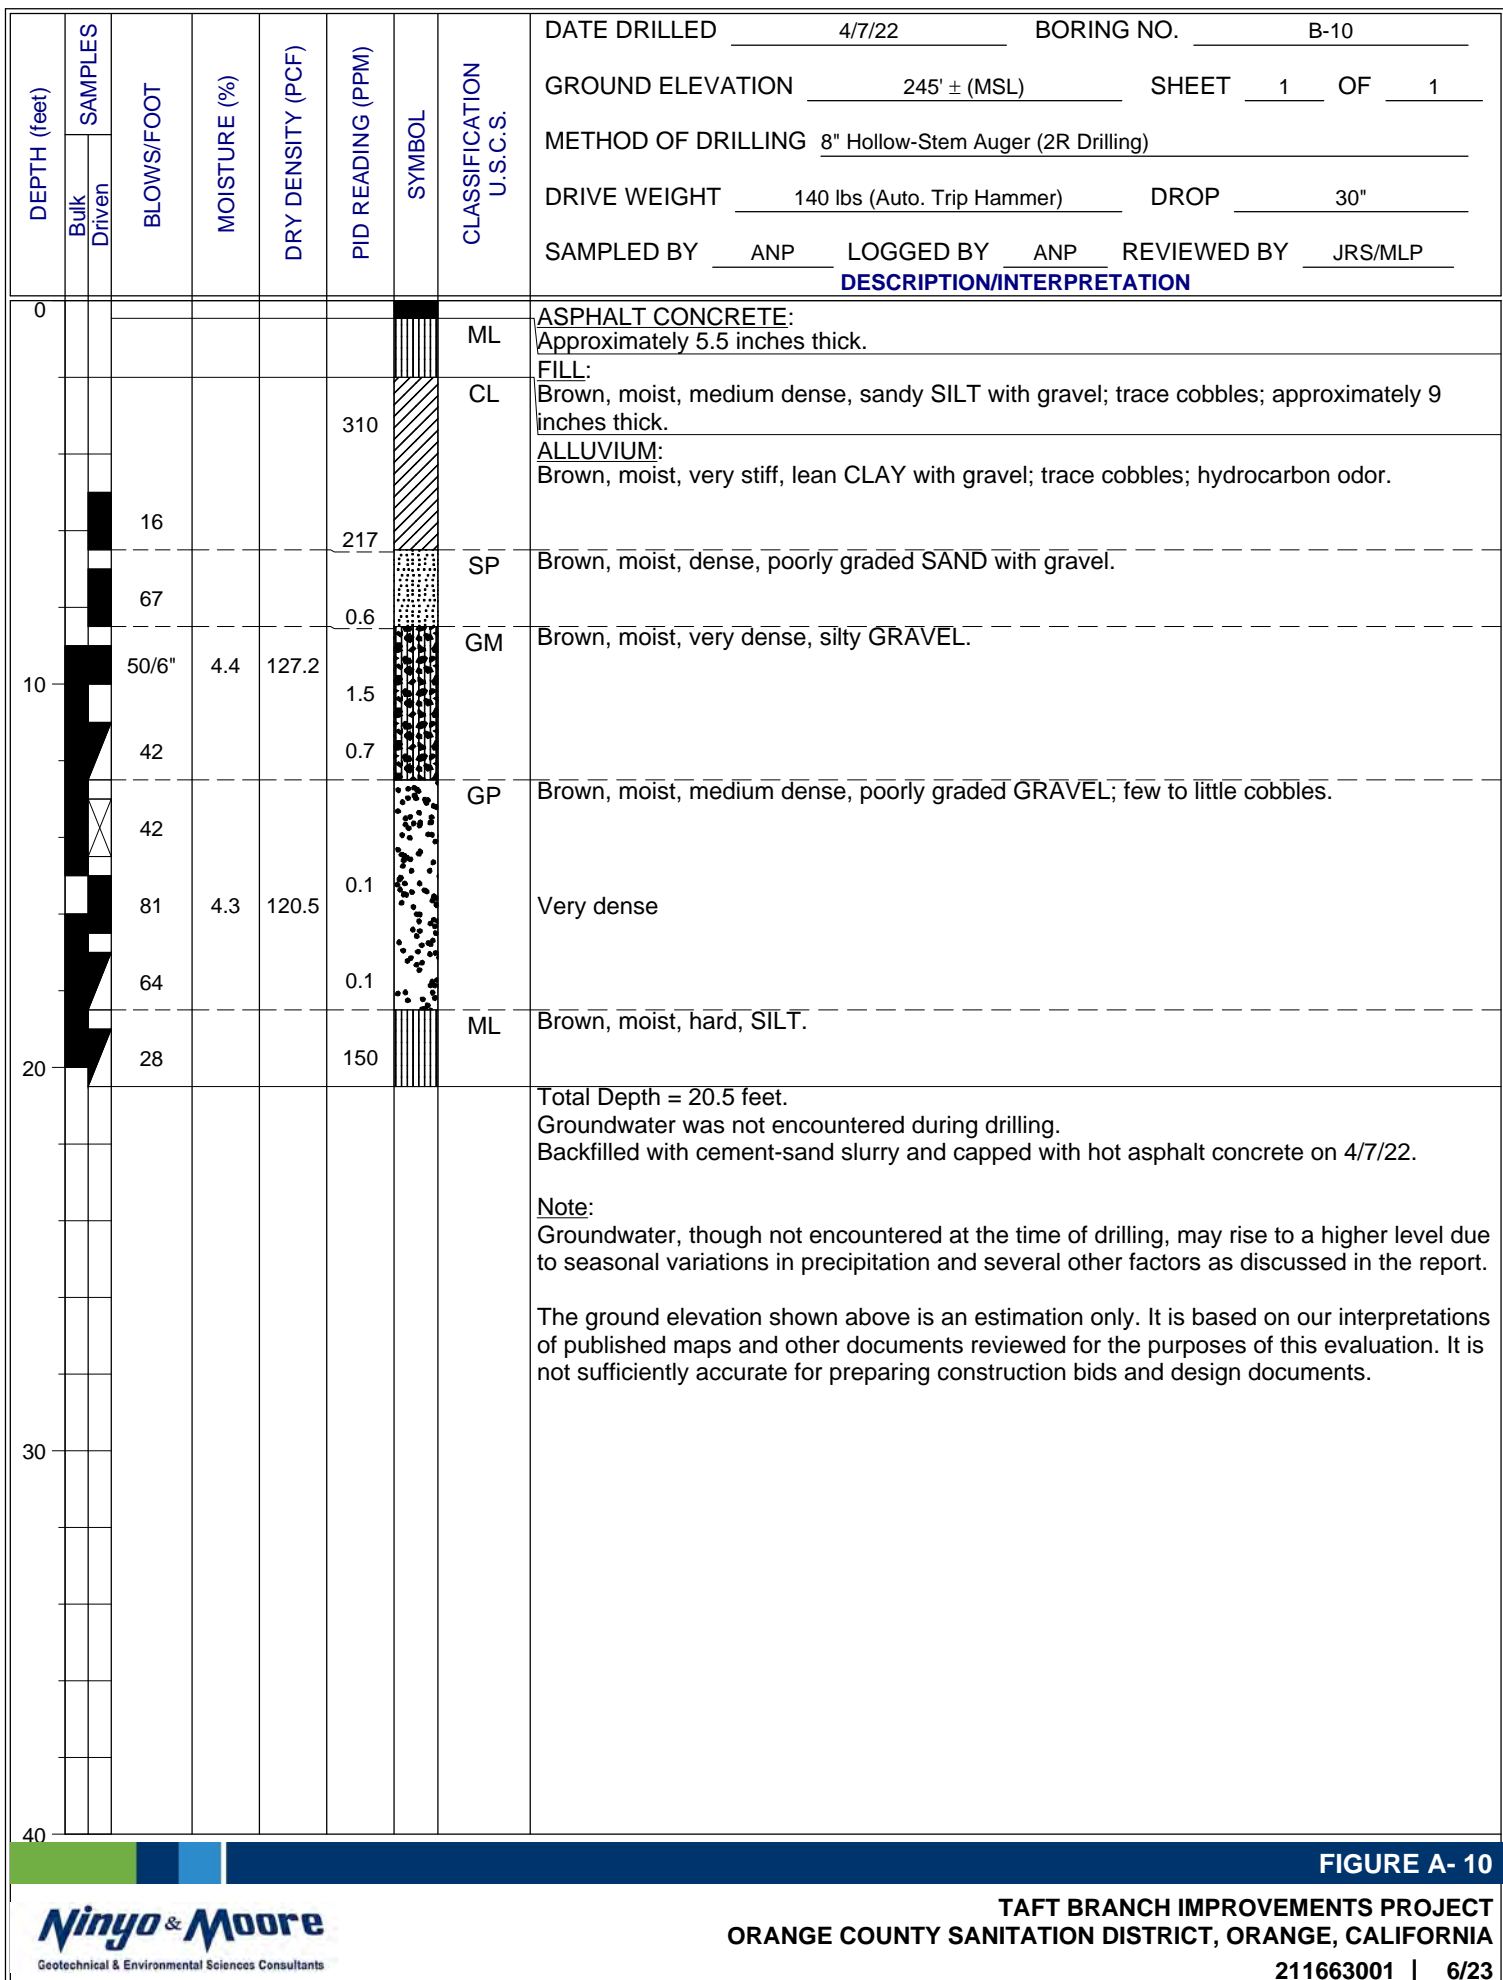 DEPTH (feet)
SAMPLES
Bulk
Driven
BLOWS/FOOT
MOISTURE (%)
DRY DENSITY (PCF)
PID READING (PPM)
SYMBOL
CLASSIFICATION
U.S.C.S.
DATE DRILLED 4/7/22 BORING NO. B-10
GROUND ELEVATION 245' ± (MSL) SHEET 1 OF 1
METHOD OF DRILLING 8" Hollow-Stem Auger (2R Drilling)
DRIVE WEIGHT 140 lbs (Auto. Trip Hammer) DROP 30"
SAMPLED BY ANP LOGGED BY ANP REVIEWED BY JRS/MLP
DESCRIPTION/INTERPRETATION
0
ASPHALT CONCRETE:
ML
Approximately 5.5 inches thick.
FILL:
CL
Brown, moist, medium dense, sandy SILT with gravel; trace cobbles; approximately 9
inches thick.
310
ALLUVIUM:
Brown, moist, very stiff, lean CLAY with gravel; trace cobbles; hydrocarbon odor.
16
217
SP Brown, moist, dense, poorly graded SAND with gravel.
67
0.6
GM Brown, moist, very dense, silty GRAVEL.
50/6" 4.4 127.2
10
1.5
42 0.7
GP Brown, moist, medium dense, poorly graded GRAVEL; few to little cobbles.
42
0.1
81 4.3 120.5 Very dense
64 0.1
ML Brown, moist, hard, SILT.
28 150
20
Total Depth = 20.5 feet.
Groundwater was not encountered during drilling.
Backfilled with cement-sand slurry and capped with hot asphalt concrete on 4/7/22.
Note:
Groundwater, though not encountered at the time of drilling, may rise to a higher level due
to seasonal variations in precipitation and several other factors as discussed in the report.
The ground elevation shown above is an estimation only. It is based on our interpretations
of published maps and other documents reviewed for the purposes of this evaluation. It is
not sufficiently accurate for preparing construction bids and design documents.
30
40
FIGURE A- 10
Ninyo & Moore
Geotechnical & Environmental Sciences Consultants
TAFT BRANCH IMPROVEMENTS PROJECT
ORANGE COUNTY SANITATION DISTRICT, ORANGE, CALIFORNIA
211663001 | 6/23